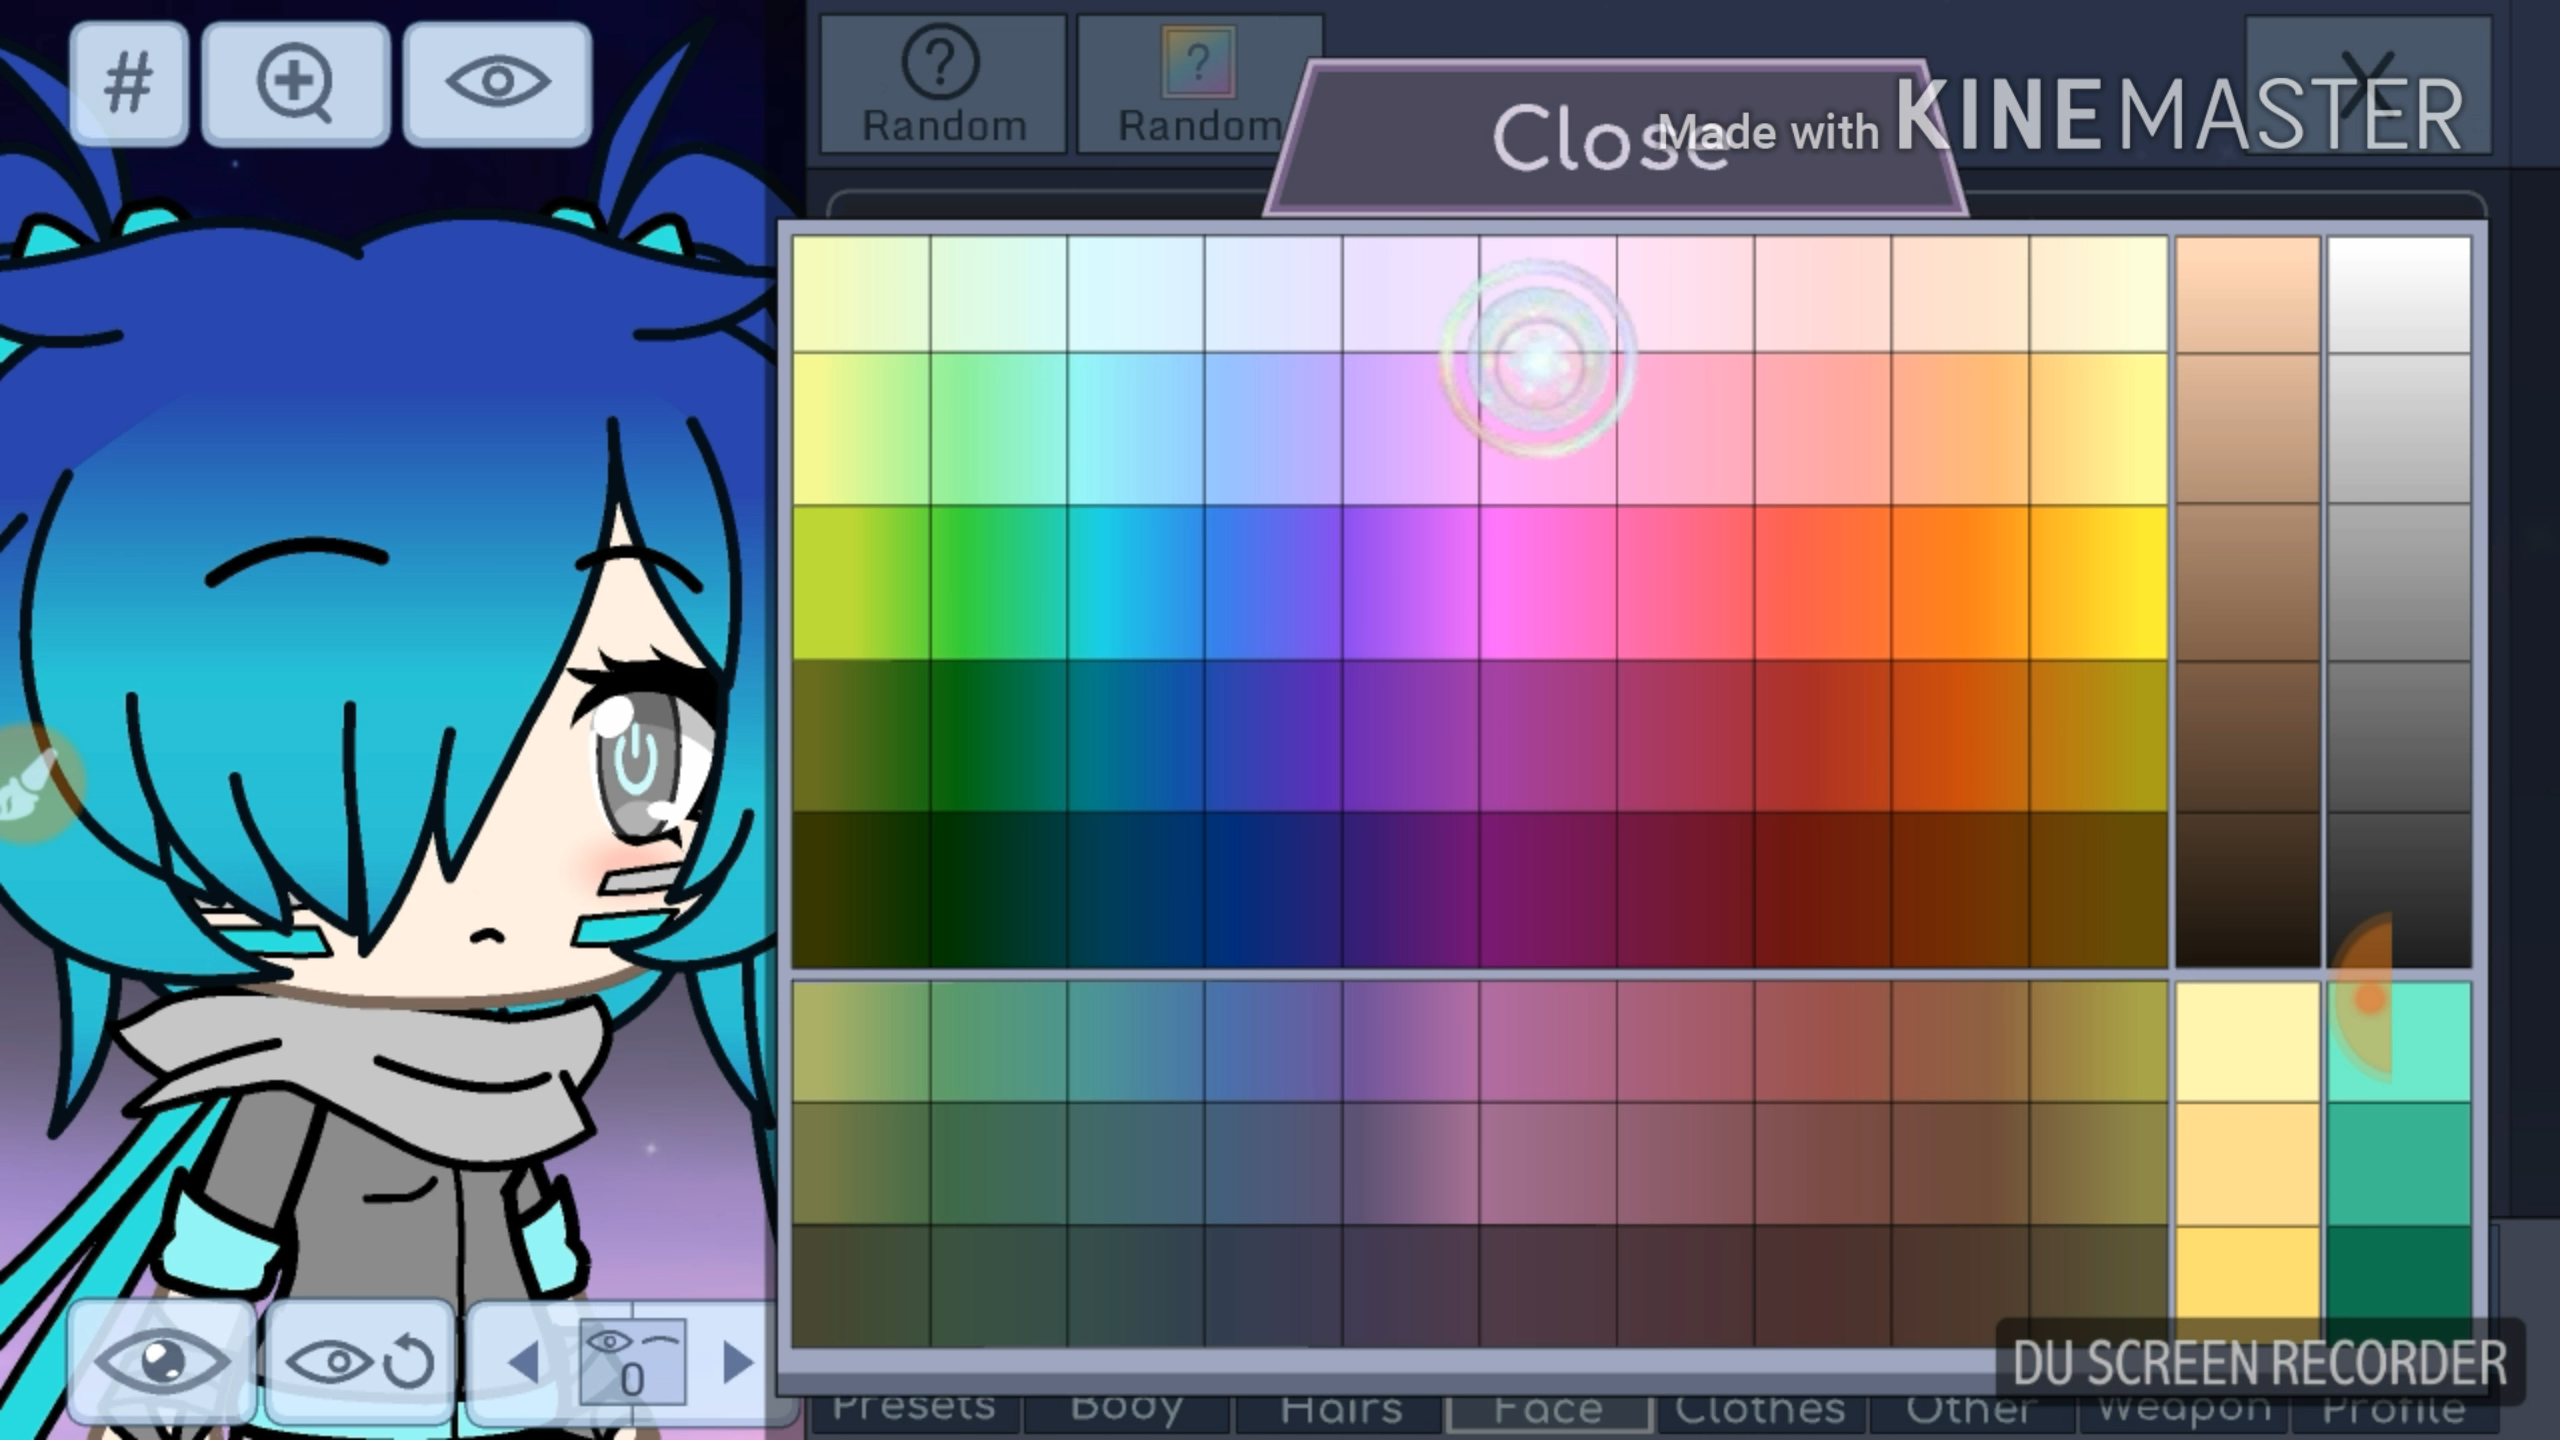 #
?
Random
?
Random
Close
X
Made with KINEMASTER
0
DU SCREEN RECORDER
Presets
Body
Hairs
Face
Clothes
Other
Weapon
Profile